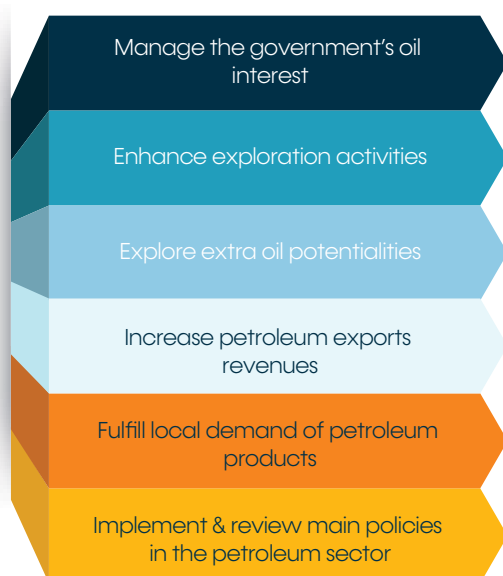 Manage the government’s oil
interest
Enhance exploration activities
Explore extra oil potentialities
Increase petroleum exports
revenues
Fulfill local demand of petroleum
products
Implement & review main policies
in the petroleum sector